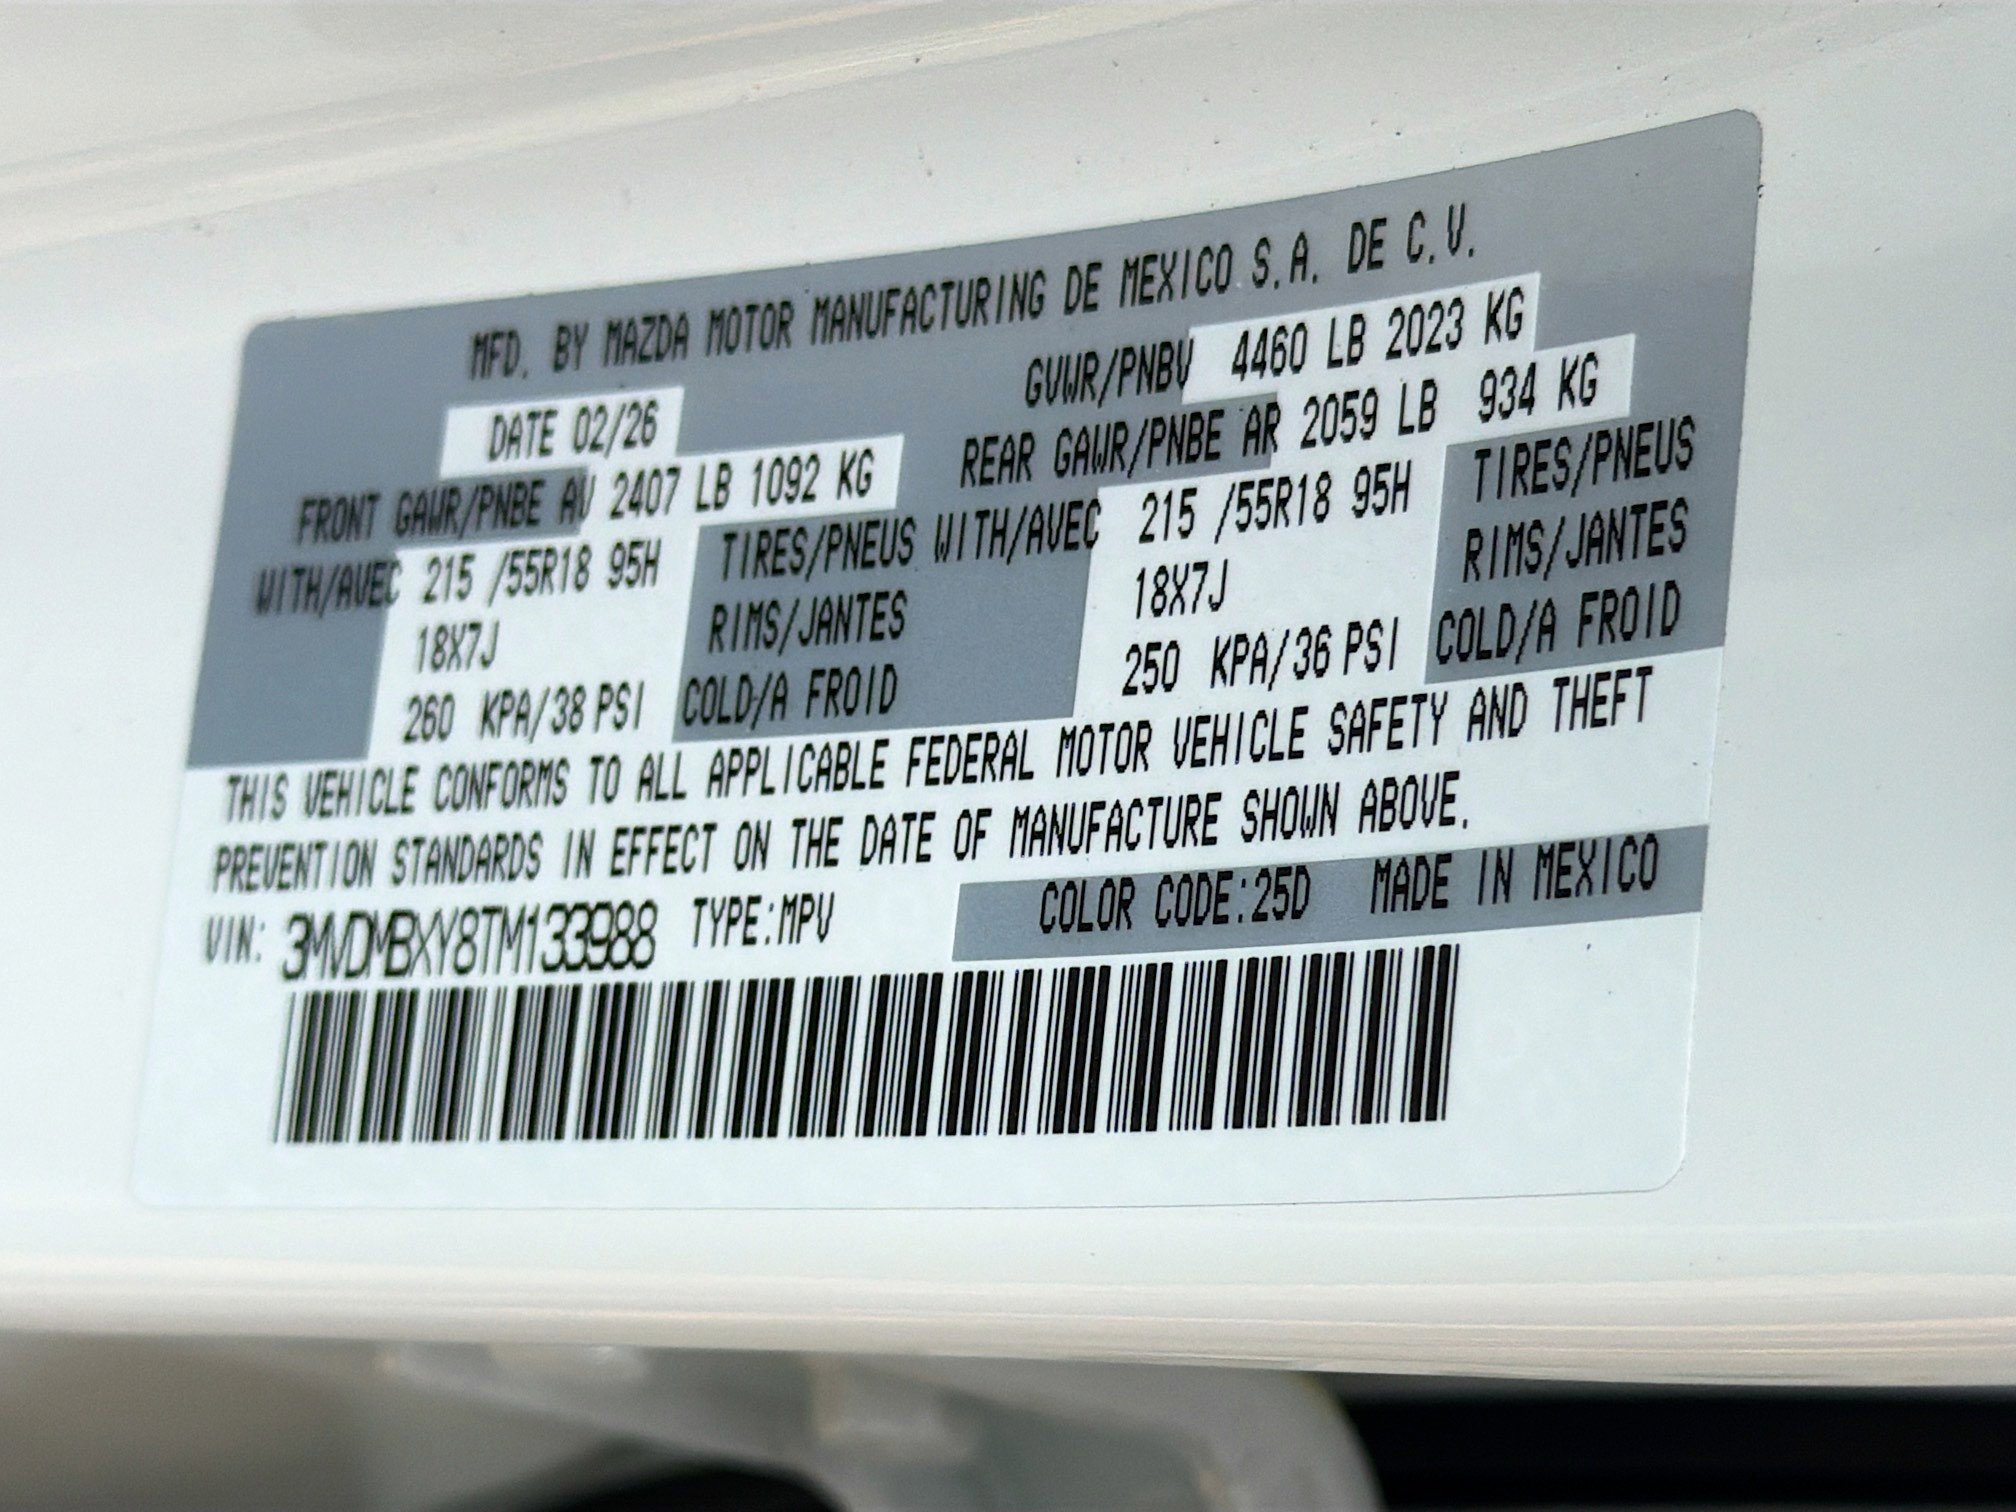 MFD. BY MAZDA MOTOR MANUFACTURING DE MEXICO S.A. DE C.V.
DATE 02/26 GVWR/PNBV 4460 LB 2023 KG
FRONT GAWR/PNBE AV 2407 LB 1092 KG REAR GAWR/PNBE AR 2059 LB 934 KG
WITH/AVEC 215 /55R18 95H TIRES/PNEUS WITH/AVEC 215 /55R18 95H TIRES/PNEUS
18X7J RIMS/JANTES 18X7J RIMS/JANTES
260 KPA/38 PSI COLD/A FROID 250 KPA/36 PSI COLD/A FROID
THIS VEHICLE CONFORMS TO ALL APPLICABLE FEDERAL MOTOR VEHICLE SAFETY AND THEFT
PREVENTION STANDARDS IN EFFECT ON THE DATE OF MANUFACTURE SHOWN ABOVE.
VIN: 3MVDMBXY8TM133988 TYPE:MPV COLOR CODE:25D MADE IN MEXICO